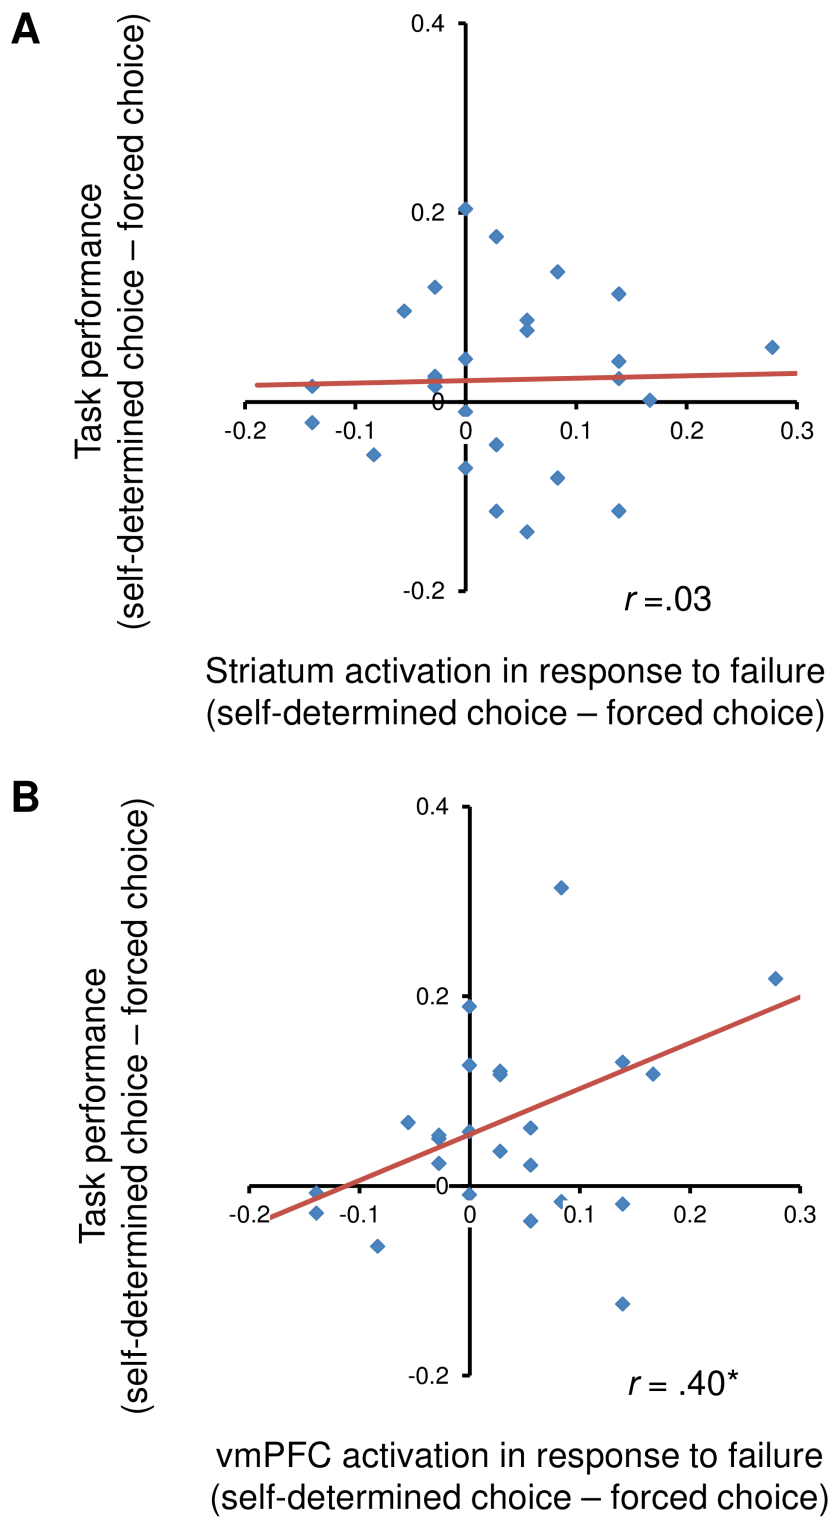 A
Task performance
(self-determined choice – forced choice)
0.4
0.2
0
-0.2
-0.2 -0.1 0 0.1 0.2 0.3
r =.03
Striatum activation in response to failure
(self-determined choice – forced choice)
B
Task performance
(self-determined choice – forced choice)
0.4
0.2
0
-0.2
-0.2 -0.1 0 0.1 0.2 0.3
r = .40*
vmPFC activation in response to failure
(self-determined choice – forced choice)